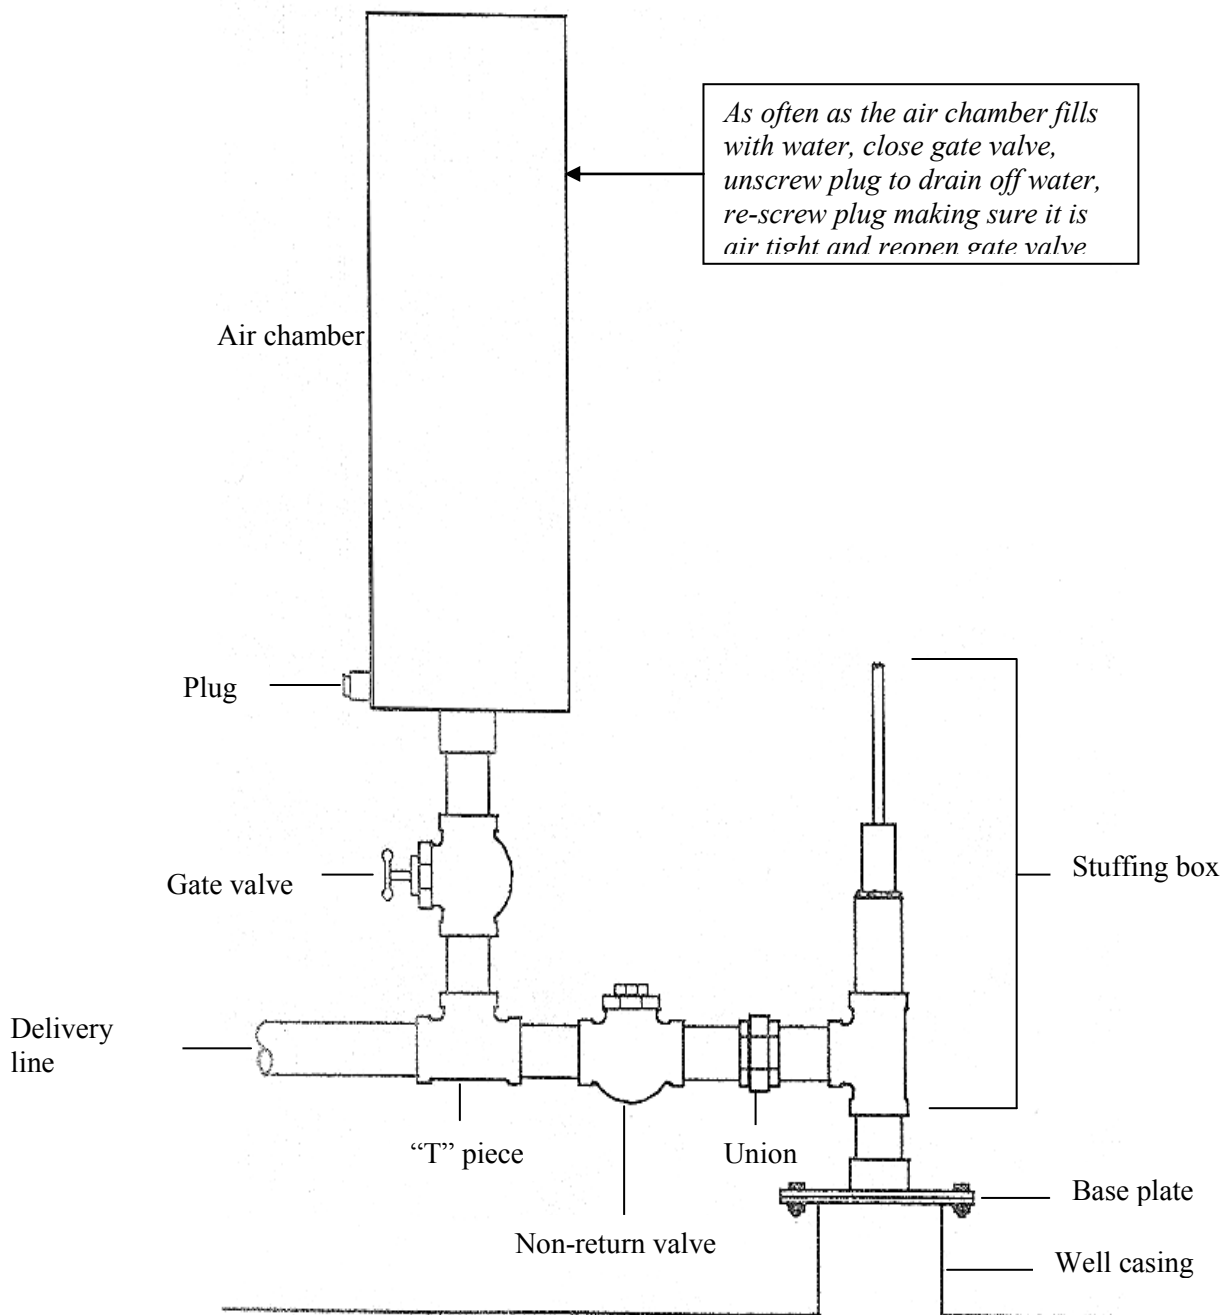 As often as the air chamber fills
with water, close gate valve,
unscrew plug to drain off water,
re-screw plug making sure it is
air tight and reopen gate valve
Air chamber
Plug
Gate valve
Stuffing box
Delivery
line
“T” piece
Union
Non-return valve
Base plate
Well casing